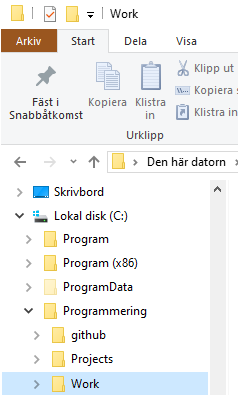 Work
Arkiv Start Dela Visa
Fäst i Snabbåtkomst
Kopiera
Klistra in
Klipp ut
Kopiera s
Klistra in
Urklipp
Den här datorn
Skrivbord
Lokal disk (C:)
Program
Program (x86)
ProgramData
Programmering
github
Projects
Work